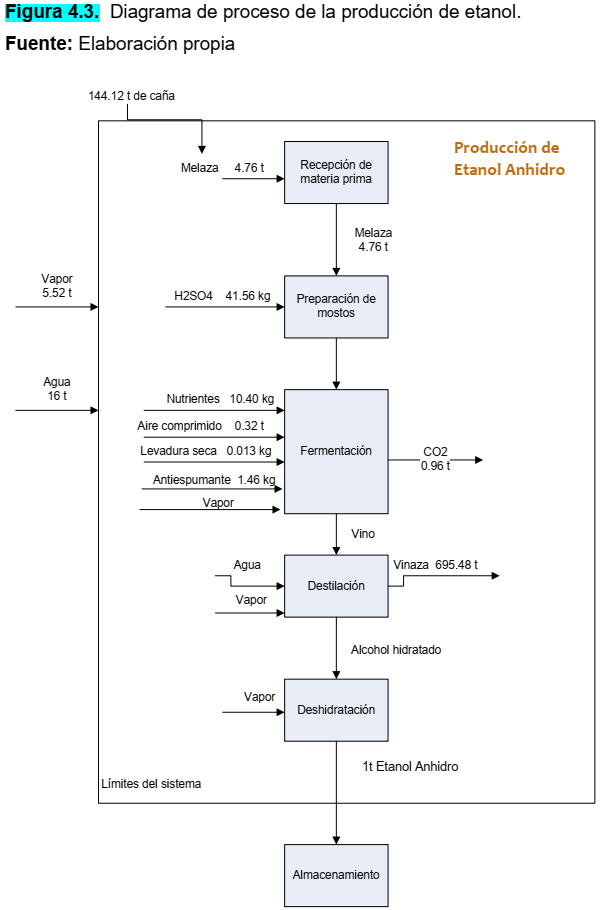 Figura 4.3. Diagrama de proceso de la producción de etanol.
Fuente: Elaboración propia
144.12 t de caña
Producción de
Etanol Anhidro
Melaza 4.76 t
Recepción de
materia prima
Melaza
4.76 t
Vapor
5.52 t
H2SO4 41.56 kg
Preparación de
mostos
Agua
16 t
Nutrientes 10.40 kg
Aire comprimido 0.32 t
Levadura seca 0.013 kg
Antiespumante 1.46 kg
Vapor
Fermentación
CO2
0.96 t
Vino
Agua
Vapor
Destilación
Vinaza 695.48 t
Alcohol hidratado
Vapor
Deshidratación
1t Etanol Anhidro
Límites del sistema
Almacenamiento